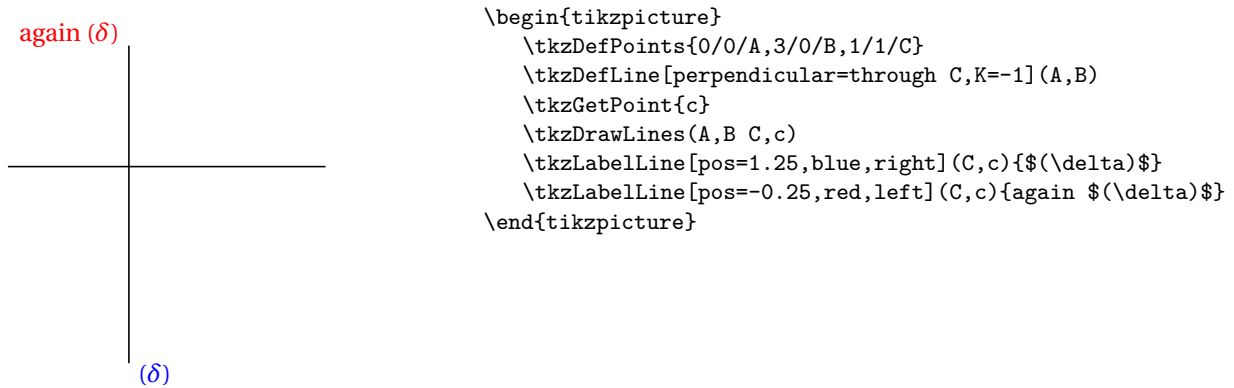 again (δ)
(δ)
\begin{tikzpicture}
   \tkzDefPoints{0/0/A,3/0/B,1/1/C}
   \tkzDefLine[perpendicular=through C,K=-1](A,B)
   \tkzGetPoint{c}
   \tkzDrawLines(A,B C,c)
   \tkzLabelLine[pos=1.25,blue,right](C,c){$(\delta)$}
   \tkzLabelLine[pos=-0.25,red,left](C,c){again $(\delta)$}
\end{tikzpicture}